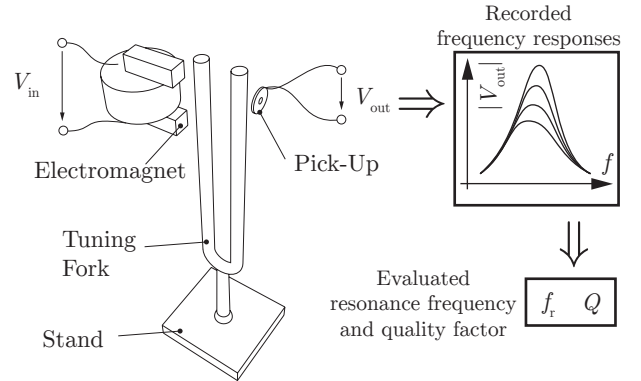 Recorded
frequency responses
V_in
V_out
|V_out|
f
Electromagnet
Pick-Up
Tuning
Fork
Evaluated
resonance frequency
and quality factor
f_r Q
Stand